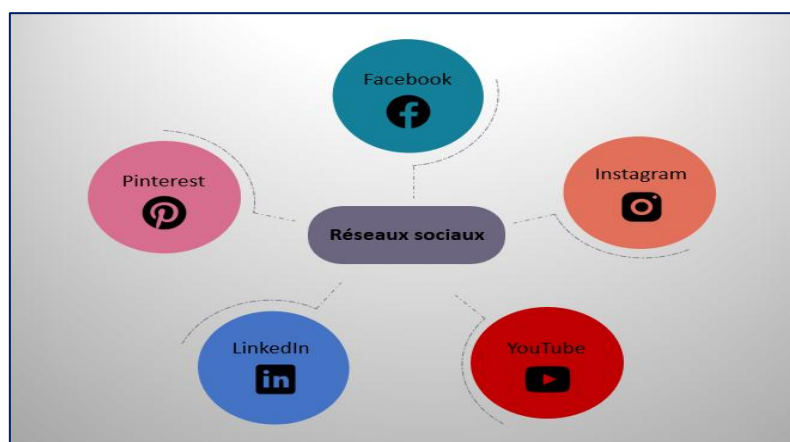 Facebook
Pinterest
Instagram
Réseaux sociaux
LinkedIn
YouTube